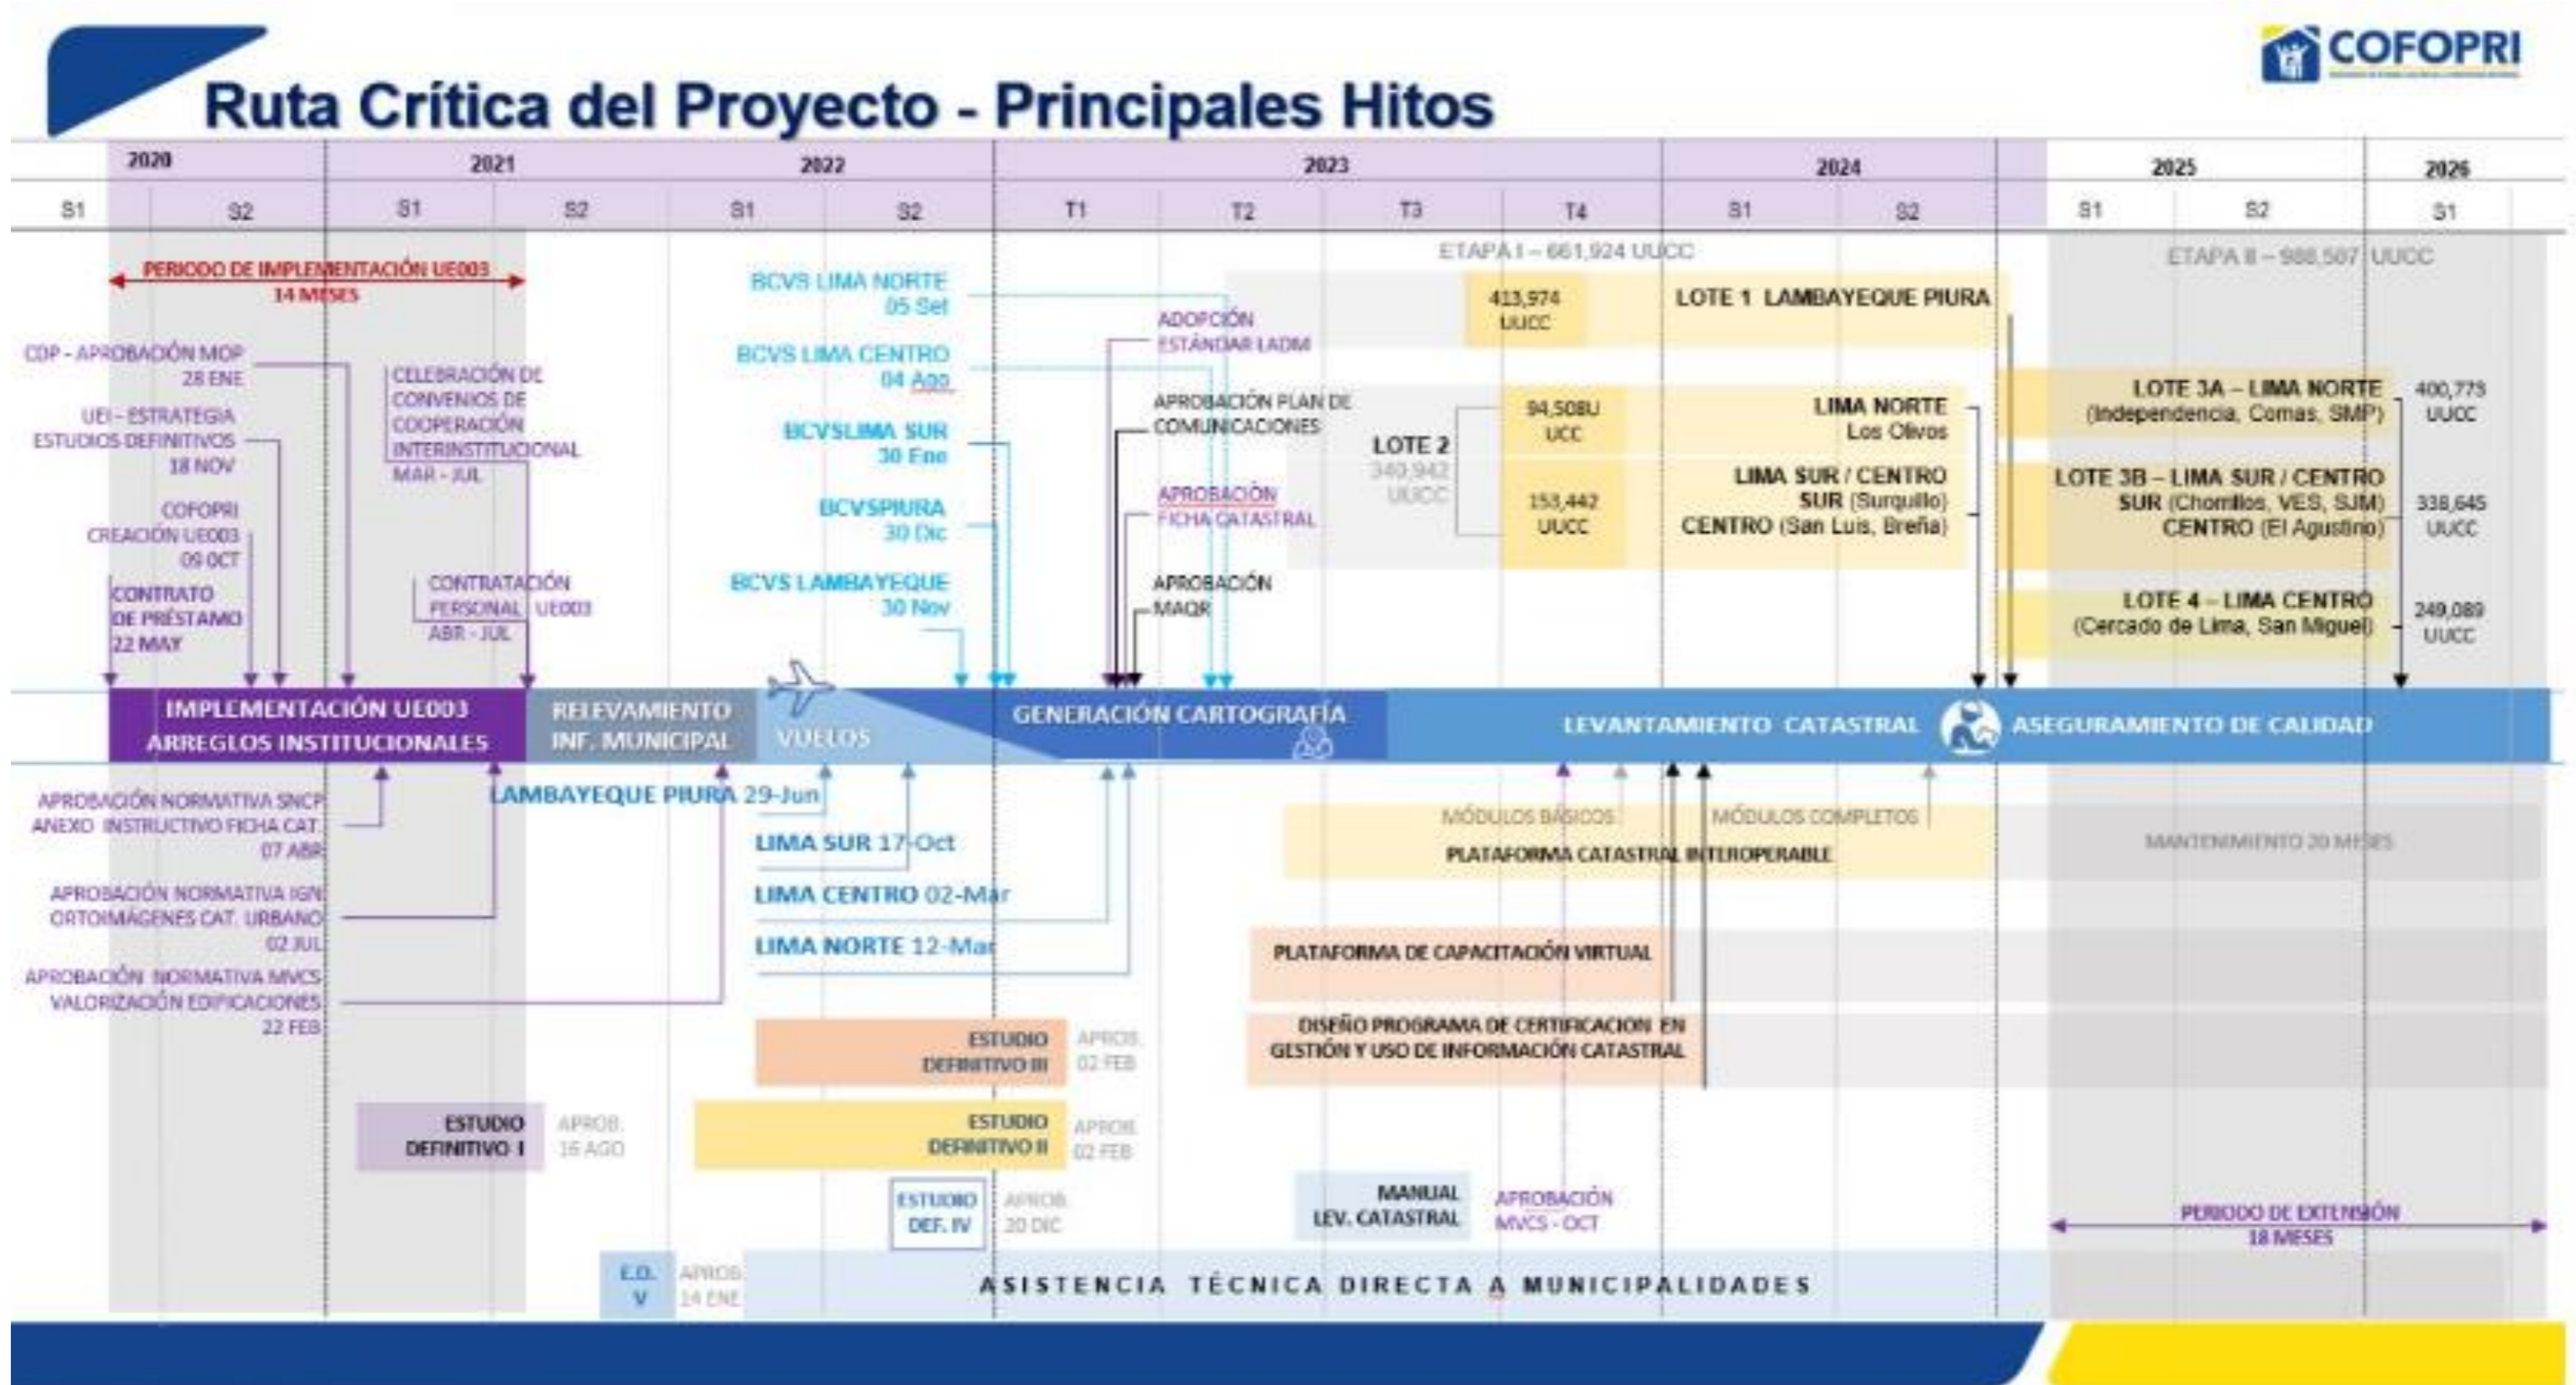 COFOPRI
Ruta Crítica del Proyecto - Principales Hitos
2020 2021 2022 2023 2024 2025 2026
S1 S2 S1 S2 S1 S2 T1 T2 T3 T4 S1 S2 S1 S2 S1
PERIODO DE IMPLEMENTACIÓN UE003
14 MESES
CDP - APROBACIÓN MOP
28 ENE
UEI - ESTRATEGIA
ESTUDIOS DEFINITIVOS
18 NOV
COFOPRI
CREACIÓN UE003
09 OCT
CONTRATO
DE PRÉSTAMO
22 MAY
CELEBRACIÓN DE
CONVENIOS DE
COOPERACIÓN
INTERINSTITUCIONAL
MAR - JUL
CONTRATACIÓN
PERSONAL UE003
ABR - JUL
BCVS LIMA NORTE
05 Set
BCVS LIMA CENTRO
04 Ago
BCVSLIMA SUR
30 Ene
BCVSPIURA
30 Dic
BCVS LAMBAYEQUE
30 Nov
ADOPCIÓN
ESTÁNDAR LADM
APROBACIÓN PLAN DE
COMUNICACIONES
APROBACIÓN
FICHA CATASTRAL
APROBACIÓN
MAQR
ETAPA I – 661,924 UUCC
413,974
UUCC
LOTE 1 LAMBAYEQUE PIURA
LOTE 2
340,942
UUCC
94,508U
UCC
LIMA NORTE
Los Olivos
153,442
UUCC
LIMA SUR / CENTRO
SUR (Surquillo)
CENTRO (San Luis, Breña)
ETAPA II – 988,507 UUCC
LOTE 3A – LIMA NORTE
(Independencia, Comas, SMP)
400,773
UUCC
LOTE 3B – LIMA SUR / CENTRO
SUR (Chorrillos, VES, SJM)
CENTRO (El Agustino)
338,645
UUCC
LOTE 4 – LIMA CENTRO
(Cercado de Lima, San Miguel)
249,089
UUCC
IMPLEMENTACIÓN UE003
ARREGLOS INSTITUCIONALES
RELEVAMIENTO
INF. MUNICIPAL
VUELOS
GENERACIÓN CARTOGRAFÍA
LEVANTAMIENTO CATASTRAL
ASEGURAMIENTO DE CALIDAD
APROBACIÓN NORMATIVA SNCP
ANEXO INSTRUCTIVO FICHA CAT.
07 ABR
APROBACIÓN NORMATIVA IGN
ORTOIMÁGENES CAT. URBANO
02 JUL
APROBACIÓN NORMATIVA MVCS
VALORIZACIÓN EDIFICACIONES
22 FEB
LAMBAYEQUE PIURA 29-Jun
LIMA SUR 17-Oct
LIMA CENTRO 02-Mar
LIMA NORTE 12-Mar
MÓDULOS BÁSICOS
MÓDULOS COMPLETOS
PLATAFORMA CATASTRAL INTEROPERABLE
MANTENIMIENTO 20 MESES
PLATAFORMA DE CAPACITACIÓN VIRTUAL
DISEÑO PROGRAMA DE CERTIFICACION EN
GESTIÓN Y USO DE INFORMACIÓN CATASTRAL
ESTUDIO
DEFINITIVO III
APROB.
02 FEB
ESTUDIO
DEFINITIVO I
APROB.
16 AGO
ESTUDIO
DEFINITIVO II
APROB.
02 FEB
ESTUDIO
DEF. IV
APROB.
20 DIC
MANUAL
LEV. CATASTRAL
APROBACIÓN
MVCS - OCT
PERIODO DE EXTENSIÓN
18 MESES
E.D.
V
APROB.
14 ENE
ASISTENCIA TÉCNICA DIRECTA A MUNICIPALIDADES